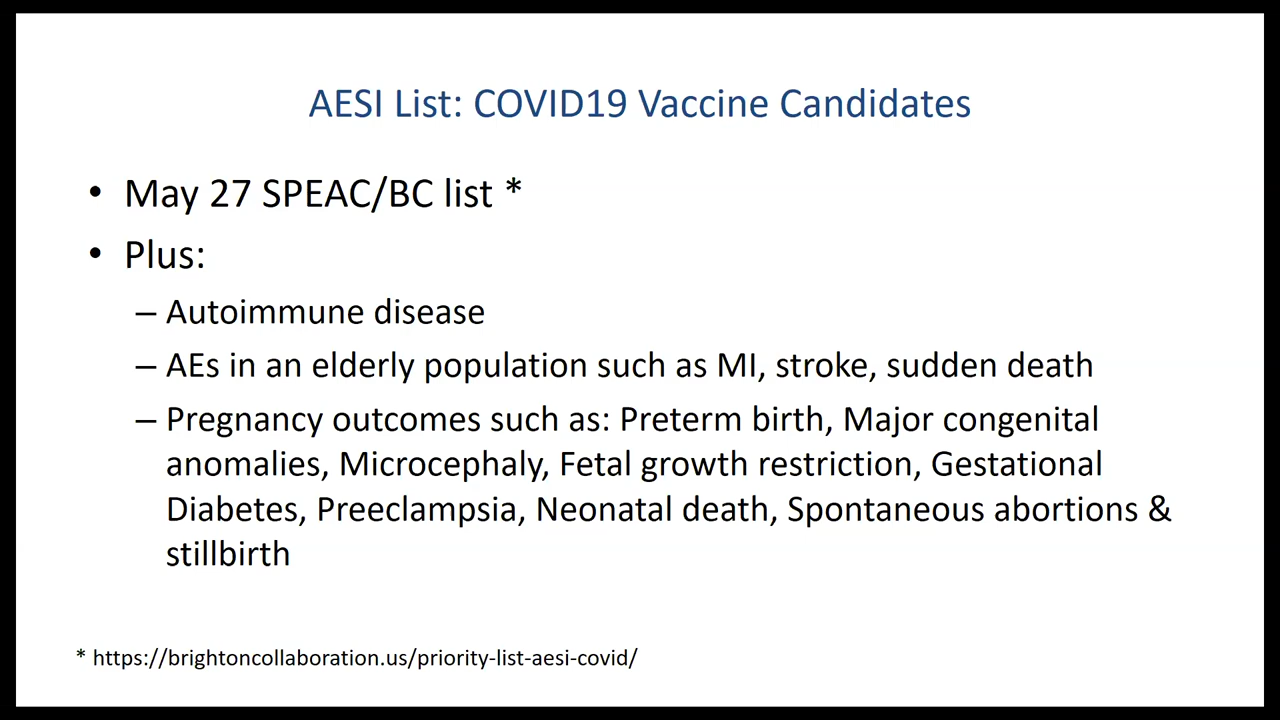 AESI List: COVID19 Vaccine Candidates
• May 27 SPEAC/BC list *
• Plus:
– Autoimmune disease
– AEs in an elderly population such as MI, stroke, sudden death
– Pregnancy outcomes such as: Preterm birth, Major congenital
anomalies, Microcephaly, Fetal growth restriction, Gestational
Diabetes, Preeclampsia, Neonatal death, Spontaneous abortions &
stillbirth
* https://brightoncollaboration.us/priority-list-aesi-covid/